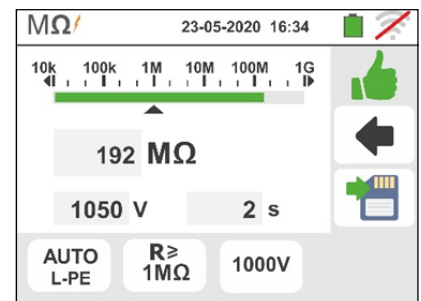 MΩ 23-05-2020 16:34
10k 100k 1M 10M 100M 1G
192 MΩ
1050 V 2 s
AUTO L-PE
R≥ 1MΩ
1000V